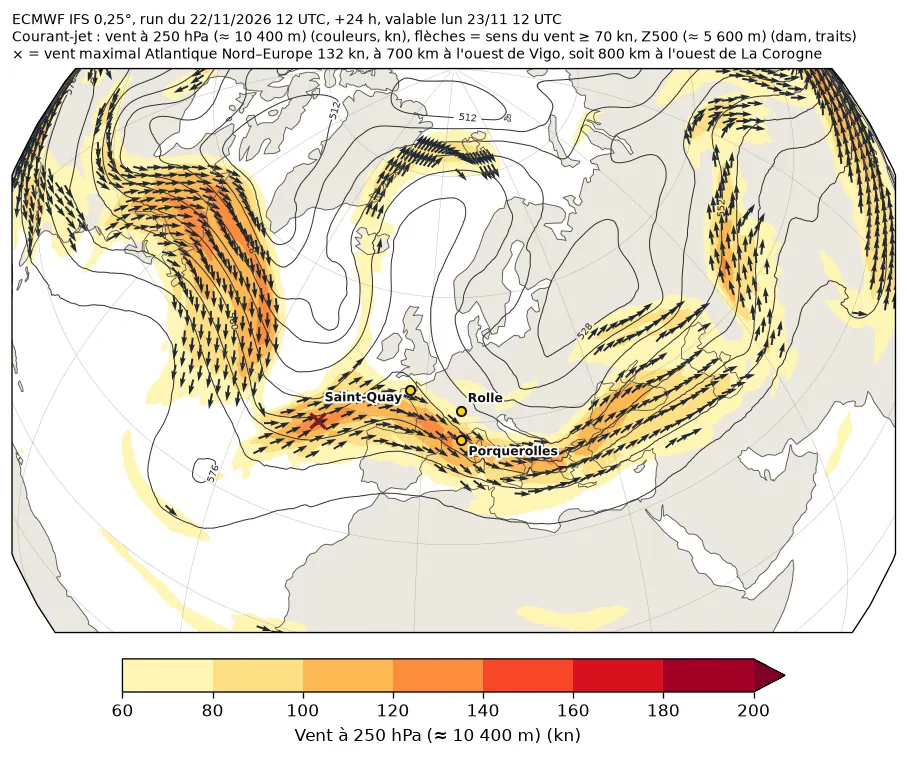 ECMWF IFS 0,25°, run du 22/11/2026 12 UTC, +24 h, valable lun 23/11 12 UTC
Courant-jet : vent à 250 hPa (≈ 10 400 m) (couleurs, kn), flèches = sens du vent ≥ 70 kn, Z500 (≈ 5 600 m) (dam, traits)
× = vent maximal Atlantique Nord–Europe 132 kn, à 700 km à l'ouest de Vigo, soit 800 km à l'ouest de La Corogne
512
512
552
528
Saint-Quay
Rolle
Porquerolles
576
60 80 100 120 140 160 180 200
Vent à 250 hPa (≈ 10 400 m) (kn)